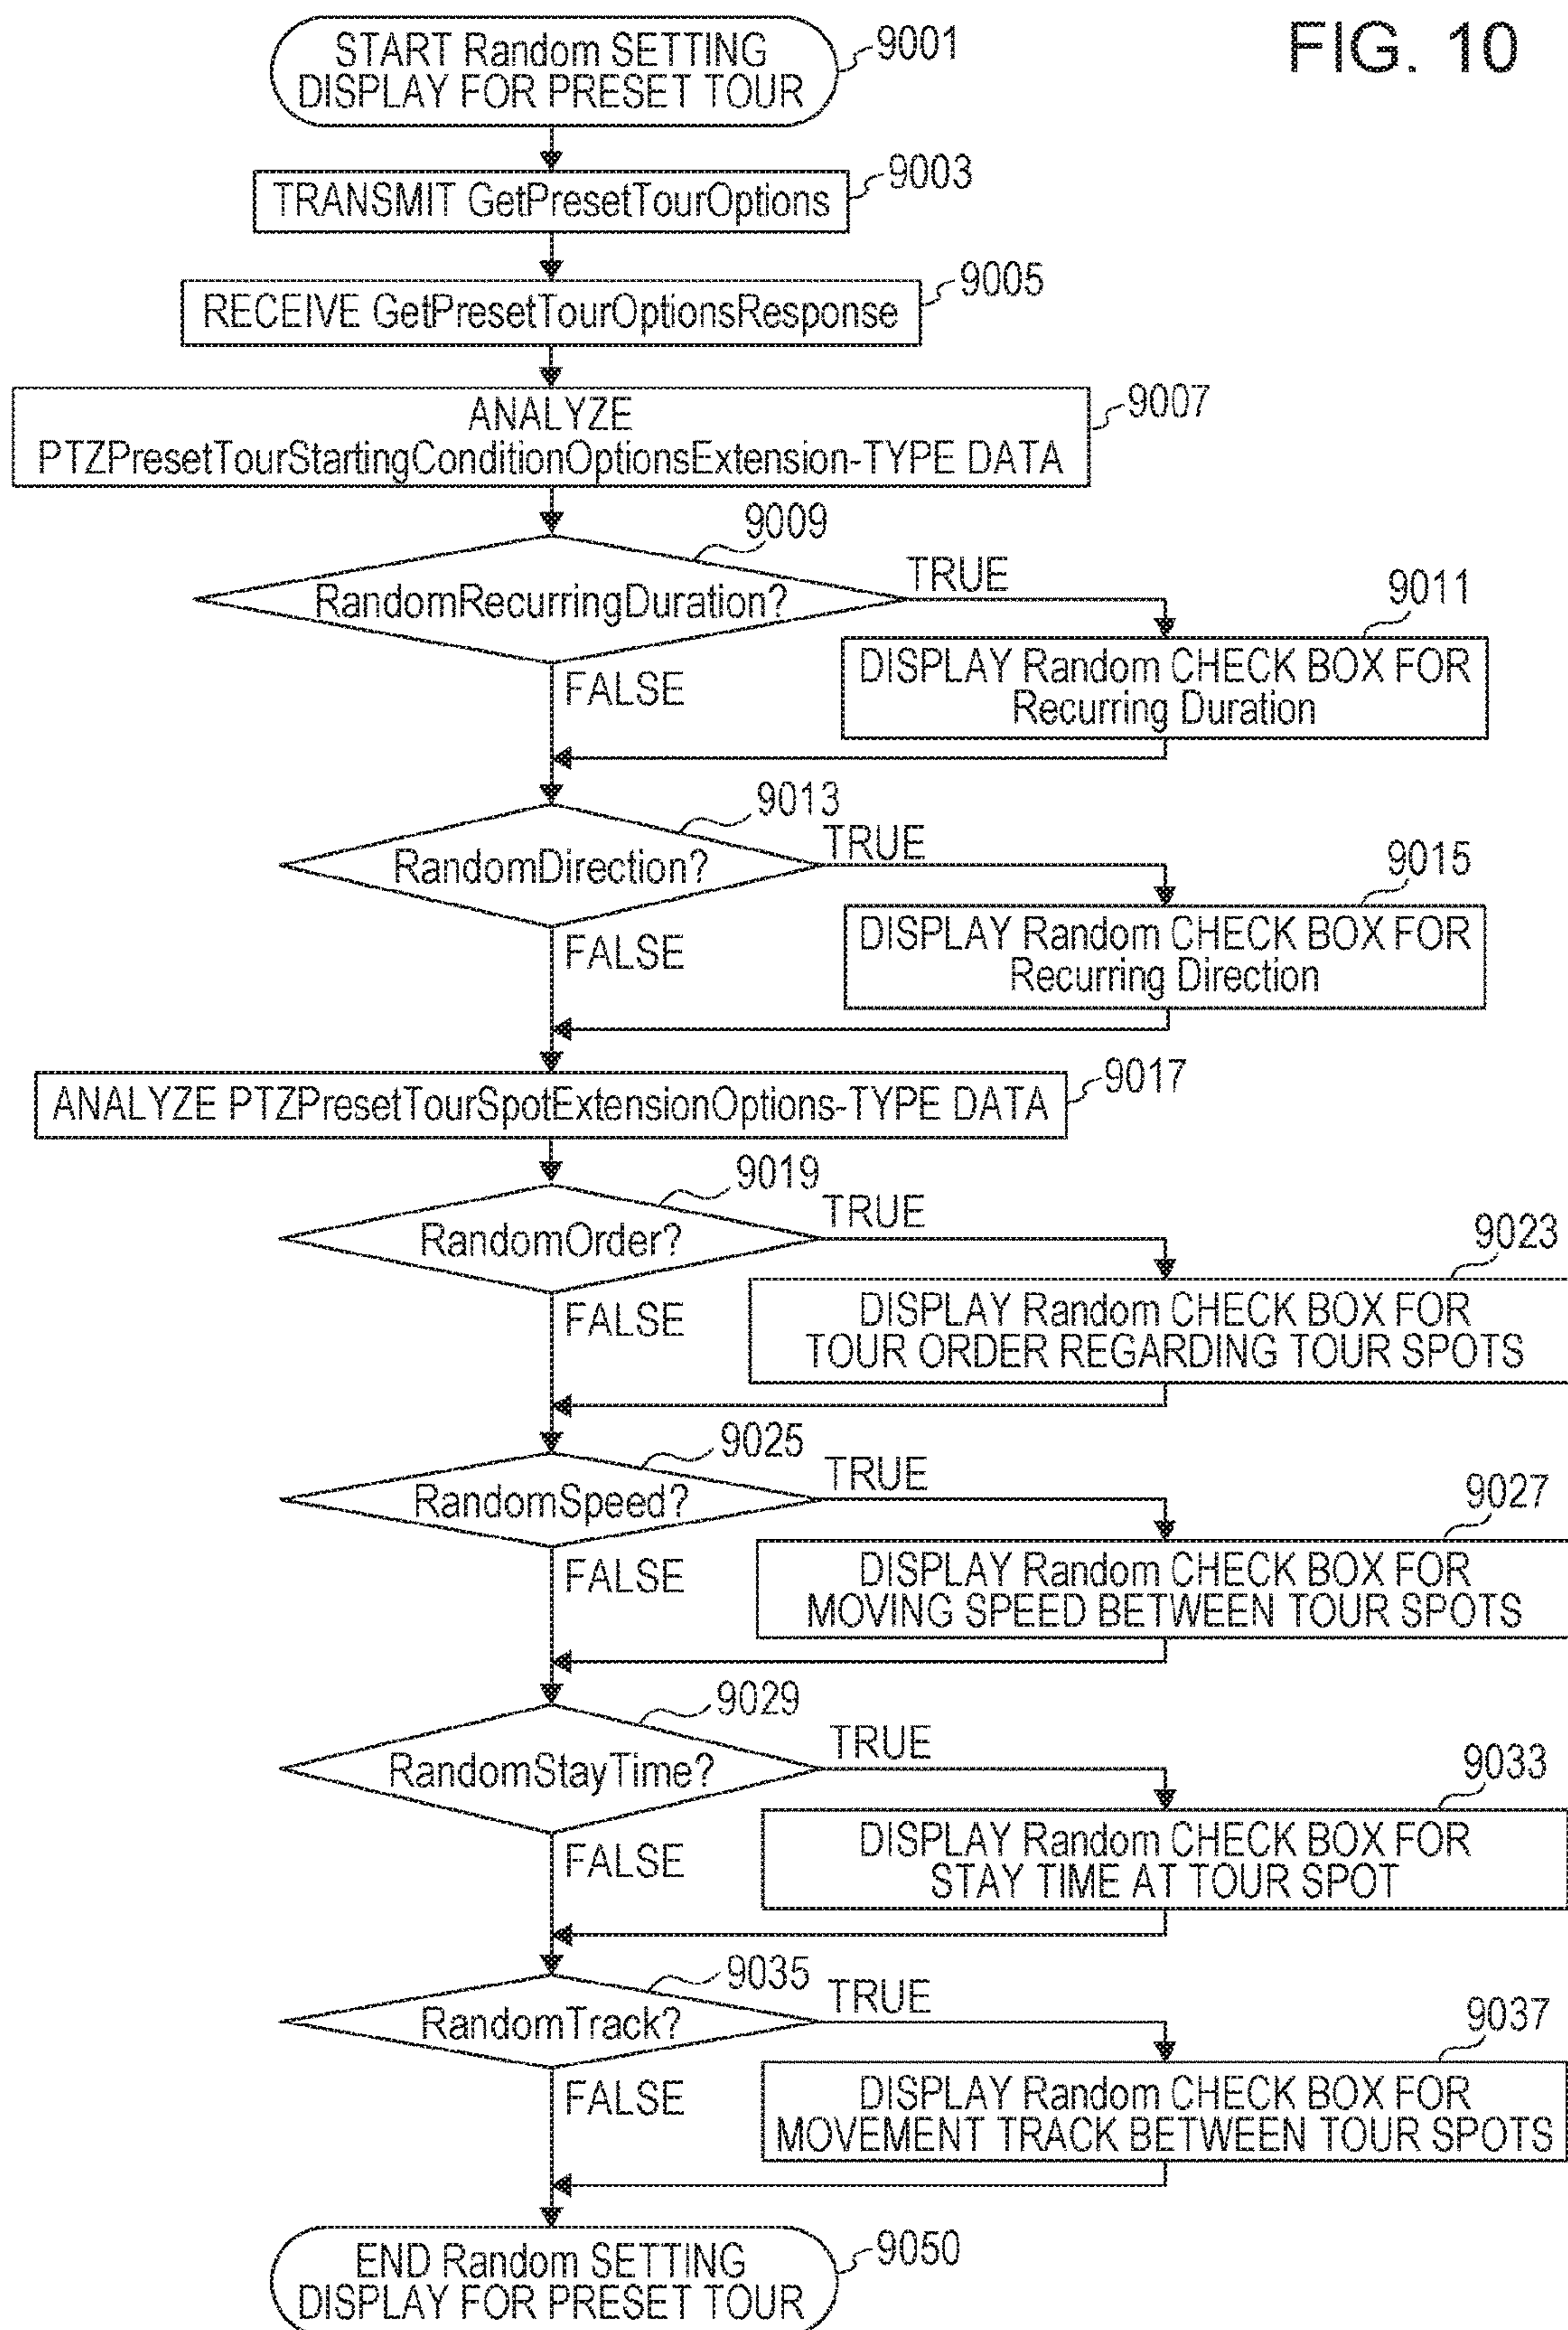 FIG. 10
START Random SETTING
DISPLAY FOR PRESET TOUR
9001
TRANSMIT GetPresetTourOptions
9003
RECEIVE GetPresetTourOptionsResponse
9005
ANALYZE
PTZPresetTourStartingConditionOptionsExtension-TYPE DATA
9007
9009
RandomRecurringDuration?
TRUE
FALSE
9011
DISPLAY Random CHECK BOX FOR
Recurring Duration
9013
RandomDirection?
TRUE
FALSE
9015
DISPLAY Random CHECK BOX FOR
Recurring Direction
ANALYZE PTZPresetTourSpotExtensionOptions-TYPE DATA
9017
9019
RandomOrder?
TRUE
FALSE
9023
DISPLAY Random CHECK BOX FOR
TOUR ORDER REGARDING TOUR SPOTS
9025
RandomSpeed?
TRUE
FALSE
9027
DISPLAY Random CHECK BOX FOR
MOVING SPEED BETWEEN TOUR SPOTS
9029
RandomStayTime?
TRUE
FALSE
9033
DISPLAY Random CHECK BOX FOR
STAY TIME AT TOUR SPOT
9035
RandomTrack?
TRUE
FALSE
9037
DISPLAY Random CHECK BOX FOR
MOVEMENT TRACK BETWEEN TOUR SPOTS
END Random SETTING
DISPLAY FOR PRESET TOUR
9050